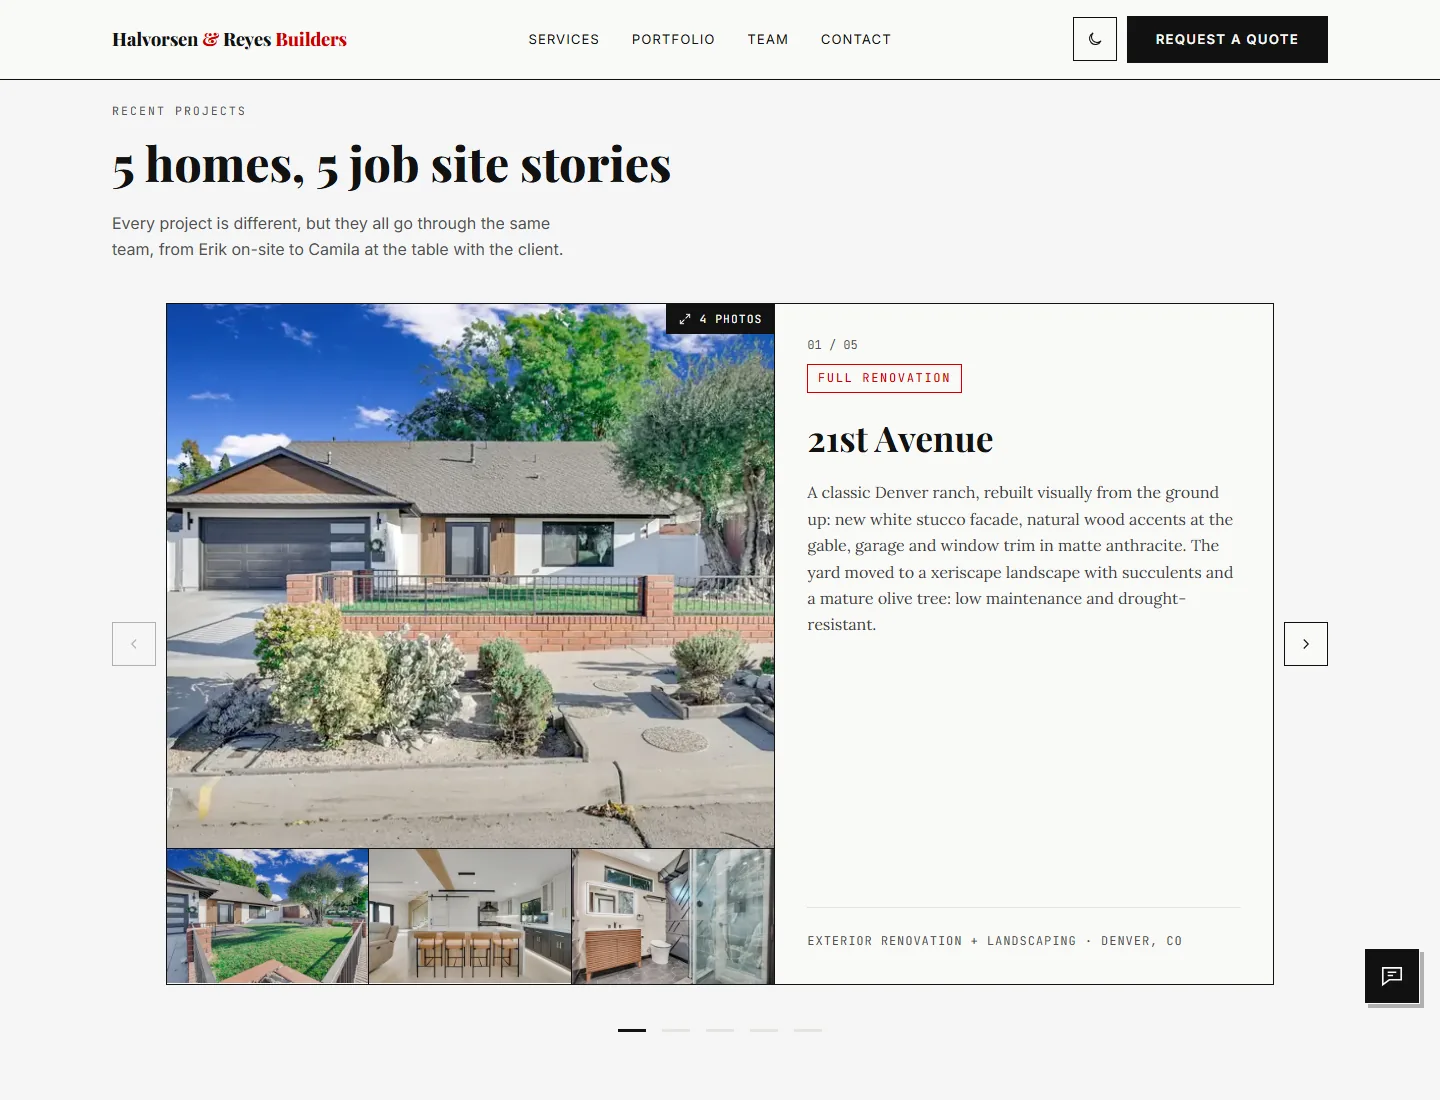 Halvorsen & Reyes Builders
SERVICES
PORTFOLIO
TEAM
CONTACT
REQUEST A QUOTE
RECENT PROJECTS
5 homes, 5 job site stories
Every project is different, but they all go through the same
team, from Erik on-site to Camila at the table with the client.
4 PHOTOS
01 / 05
FULL RENOVATION
21st Avenue
A classic Denver ranch, rebuilt visually from the ground
up: new white stucco facade, natural wood accents at the
gable, garage and window trim in matte anthracite. The
yard moved to a xeriscape landscape with succulents and
a mature olive tree: low maintenance and drought-
resistant.
EXTERIOR RENOVATION + LANDSCAPING · DENVER, CO